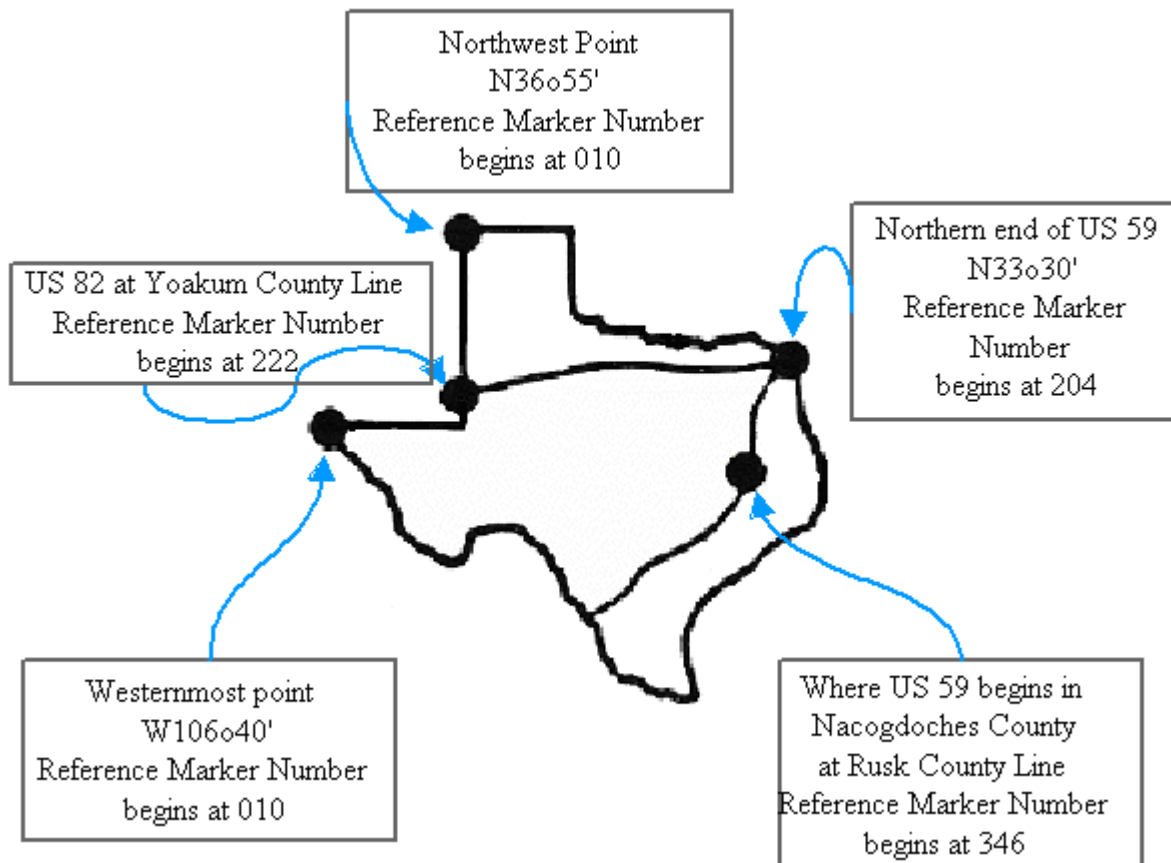 Northwest Point
N36o55'
Reference Marker Number
begins at 010
Northern end of US 59
N33o30'
Reference Marker
Number
begins at 204
US 82 at Yoakum County Line
Reference Marker Number
begins at 222
Westernmost point
W106o40'
Reference Marker Number
begins at 010
Where US 59 begins in
Nacogdoches County
at Rusk County Line
Reference Marker Number
begins at 346